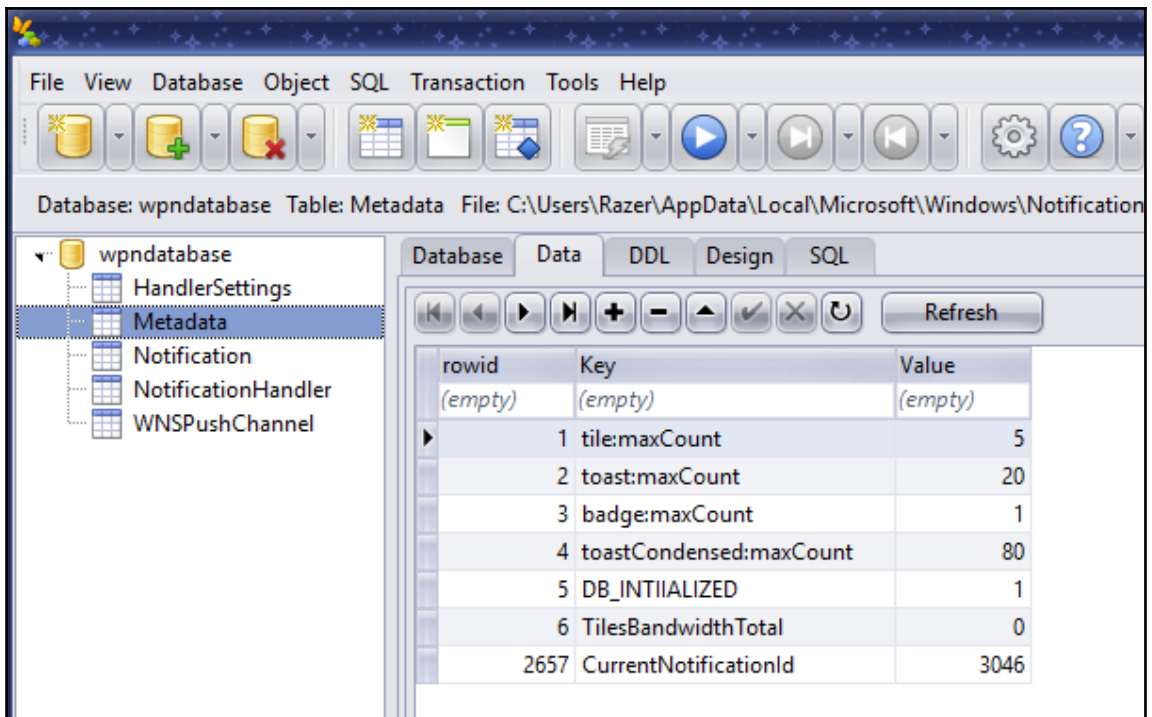 File View Database Object SQL Transaction Tools Help
Database: wpndatabase Table: Metadata File: C:\Users\Razer\AppData\Local\Microsoft\Windows\Notification
wpndatabase
HandlerSettings
Metadata
Notification
NotificationHandler
WNSPushChannel
Database Data DDL Design SQL
Refresh
rowid Key Value
(empty) (empty) (empty)
1 tile:maxCount 5
2 toast:maxCount 20
3 badge:maxCount 1
4 toastCondensed:maxCount 80
5 DB_INTIIALIZED 1
6 TilesBandwidthTotal 0
2657 CurrentNotificationId 3046